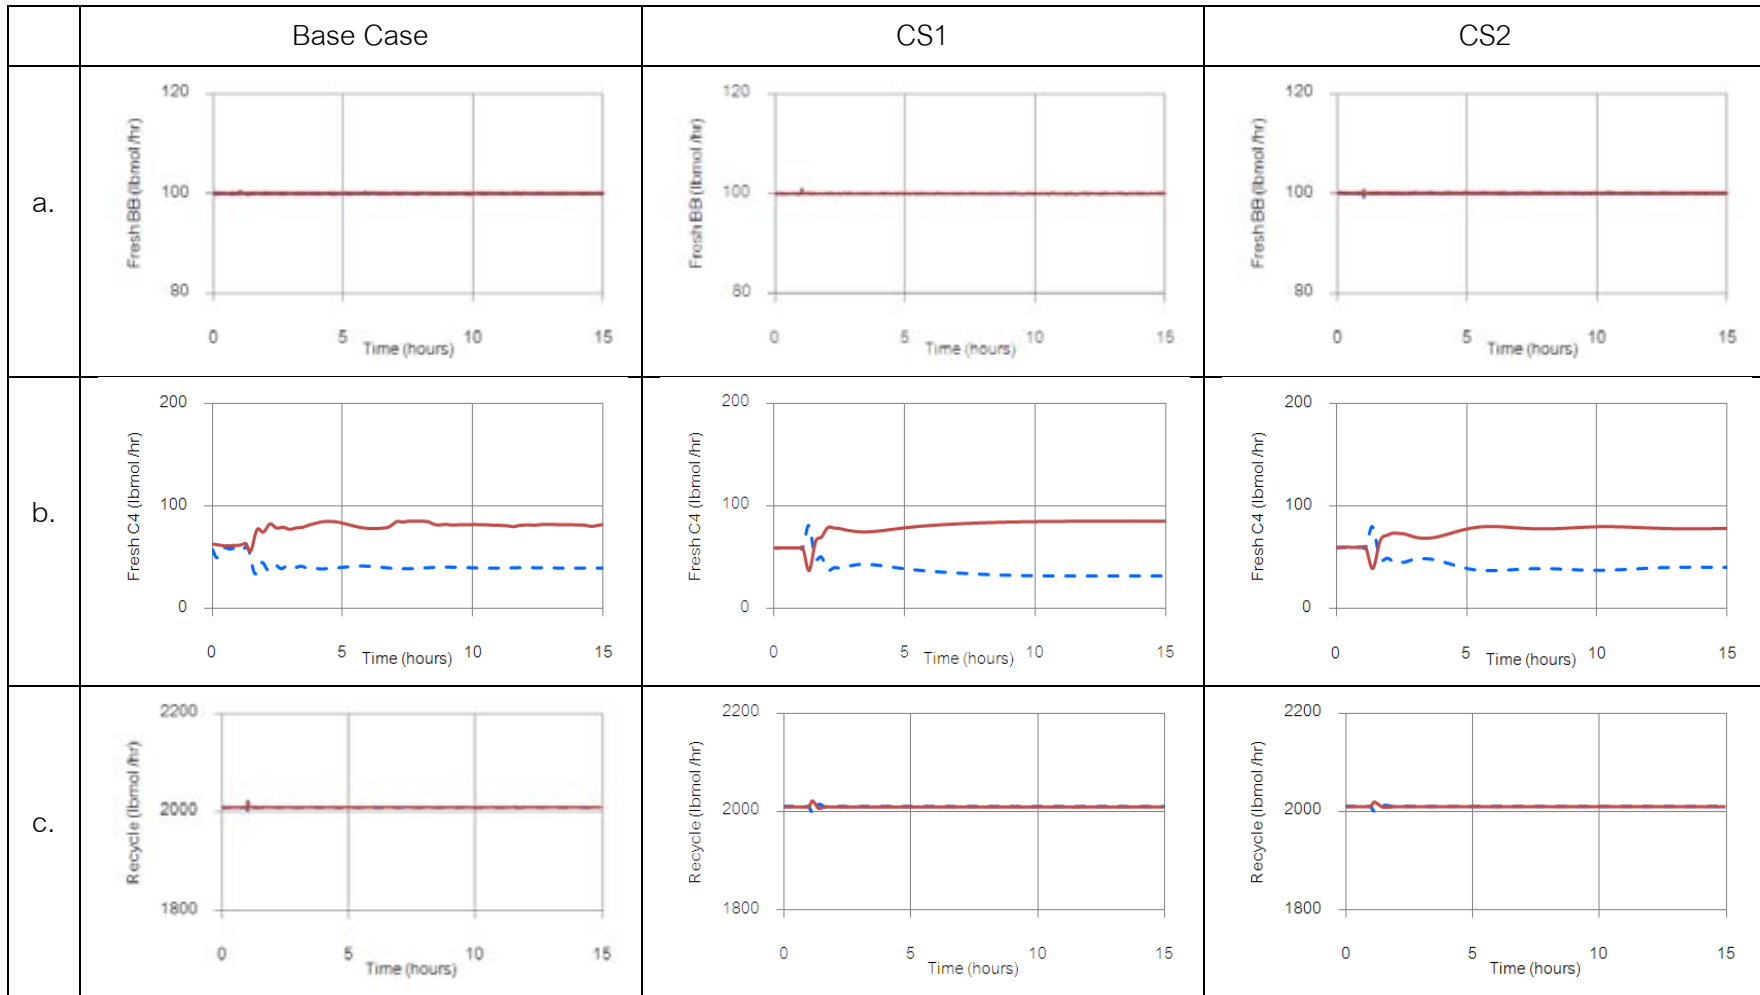 Base Case
CS1
CS2
a.
Fresh BB (lbmol /hr)
120
100
80
0 5 10 15
Time (hours)
Fresh BB (lbmol /hr)
120
100
80
0 5 10 15
Time (hours)
Fresh BB (lbmol /hr)
120
100
80
0 5 10 15
Time (hours)
b.
Fresh C4 (lbmol /hr)
200
100
0
0 5 10 15
Time (hours)
Fresh C4 (lbmol /hr)
200
100
0
0 5 10 15
Time (hours)
Fresh C4 (lbmol /hr)
200
100
0
0 5 10 15
Time (hours)
c.
Recycle (lbmol /hr)
2200
2000
1800
0 5 10 15
Time (hours)
Recycle (lbmol /hr)
2200
2000
1800
0 5 10 15
Time (hours)
Recycle (lbmol /hr)
2200
2000
1800
0 5 10 15
Time (hours)